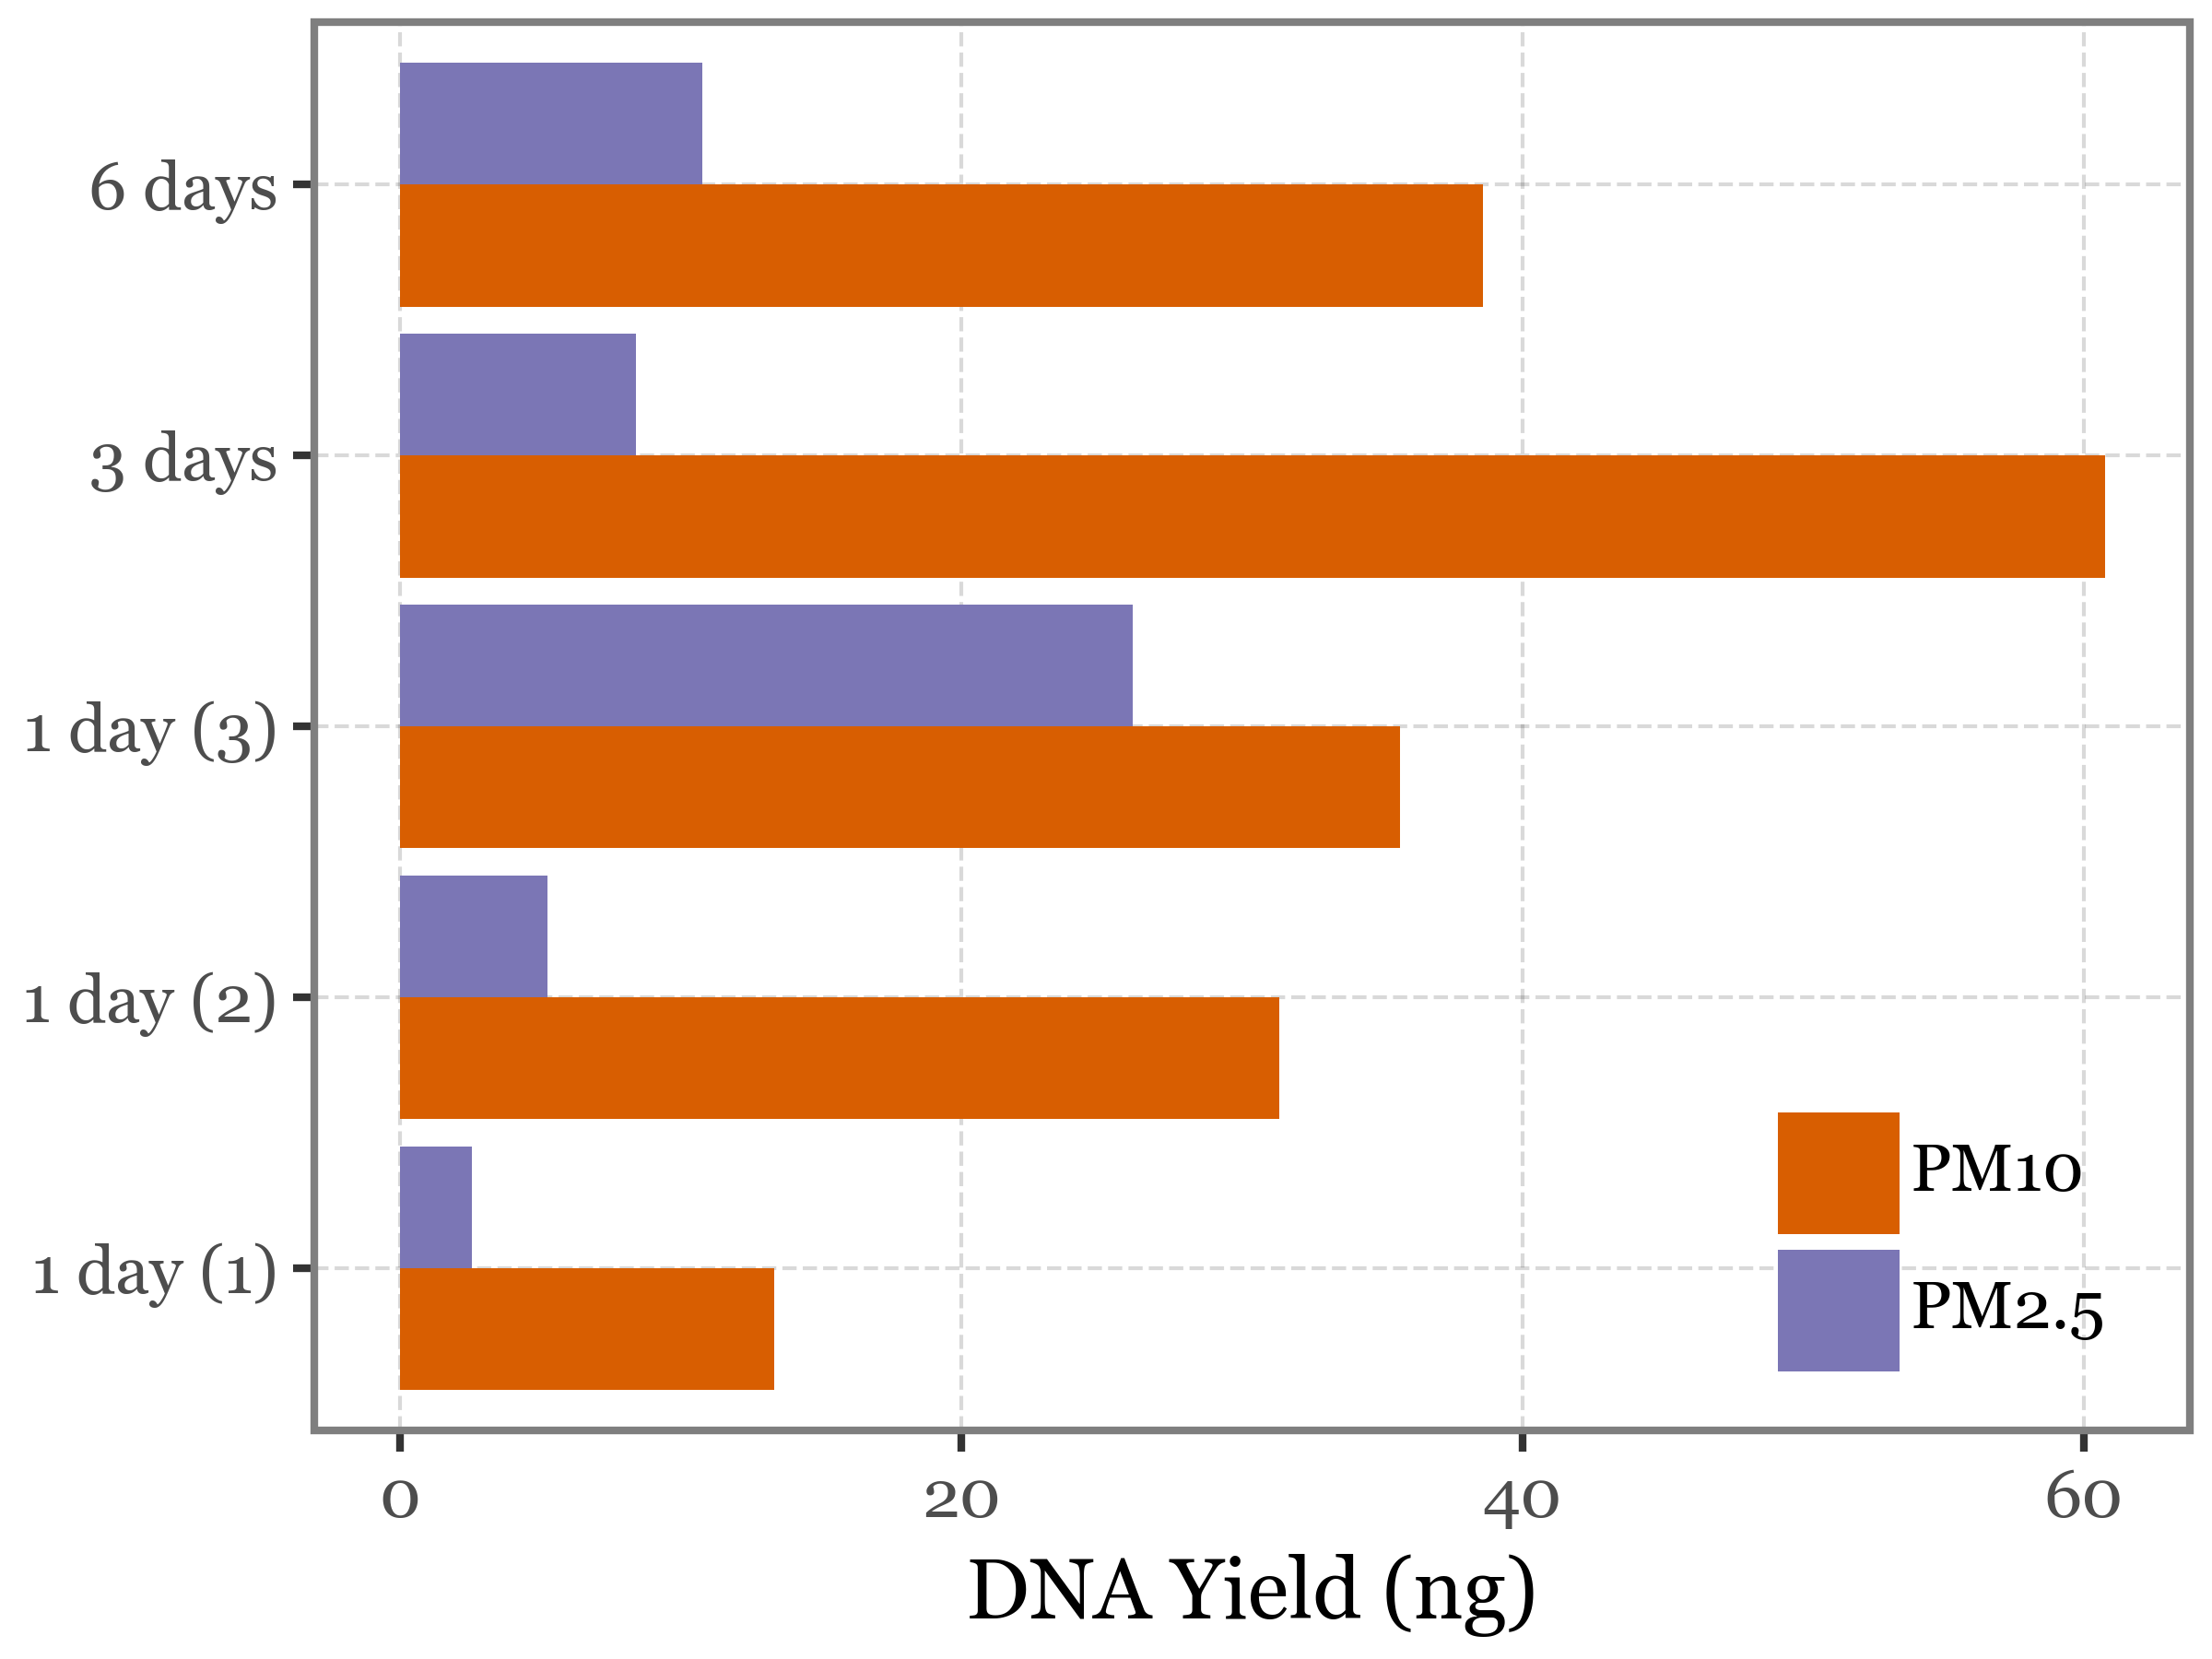 6 days
3 days
1 day (3)
1 day (2)
1 day (1)
PM10
PM2.5
0 20 40 60
DNA Yield (ng)